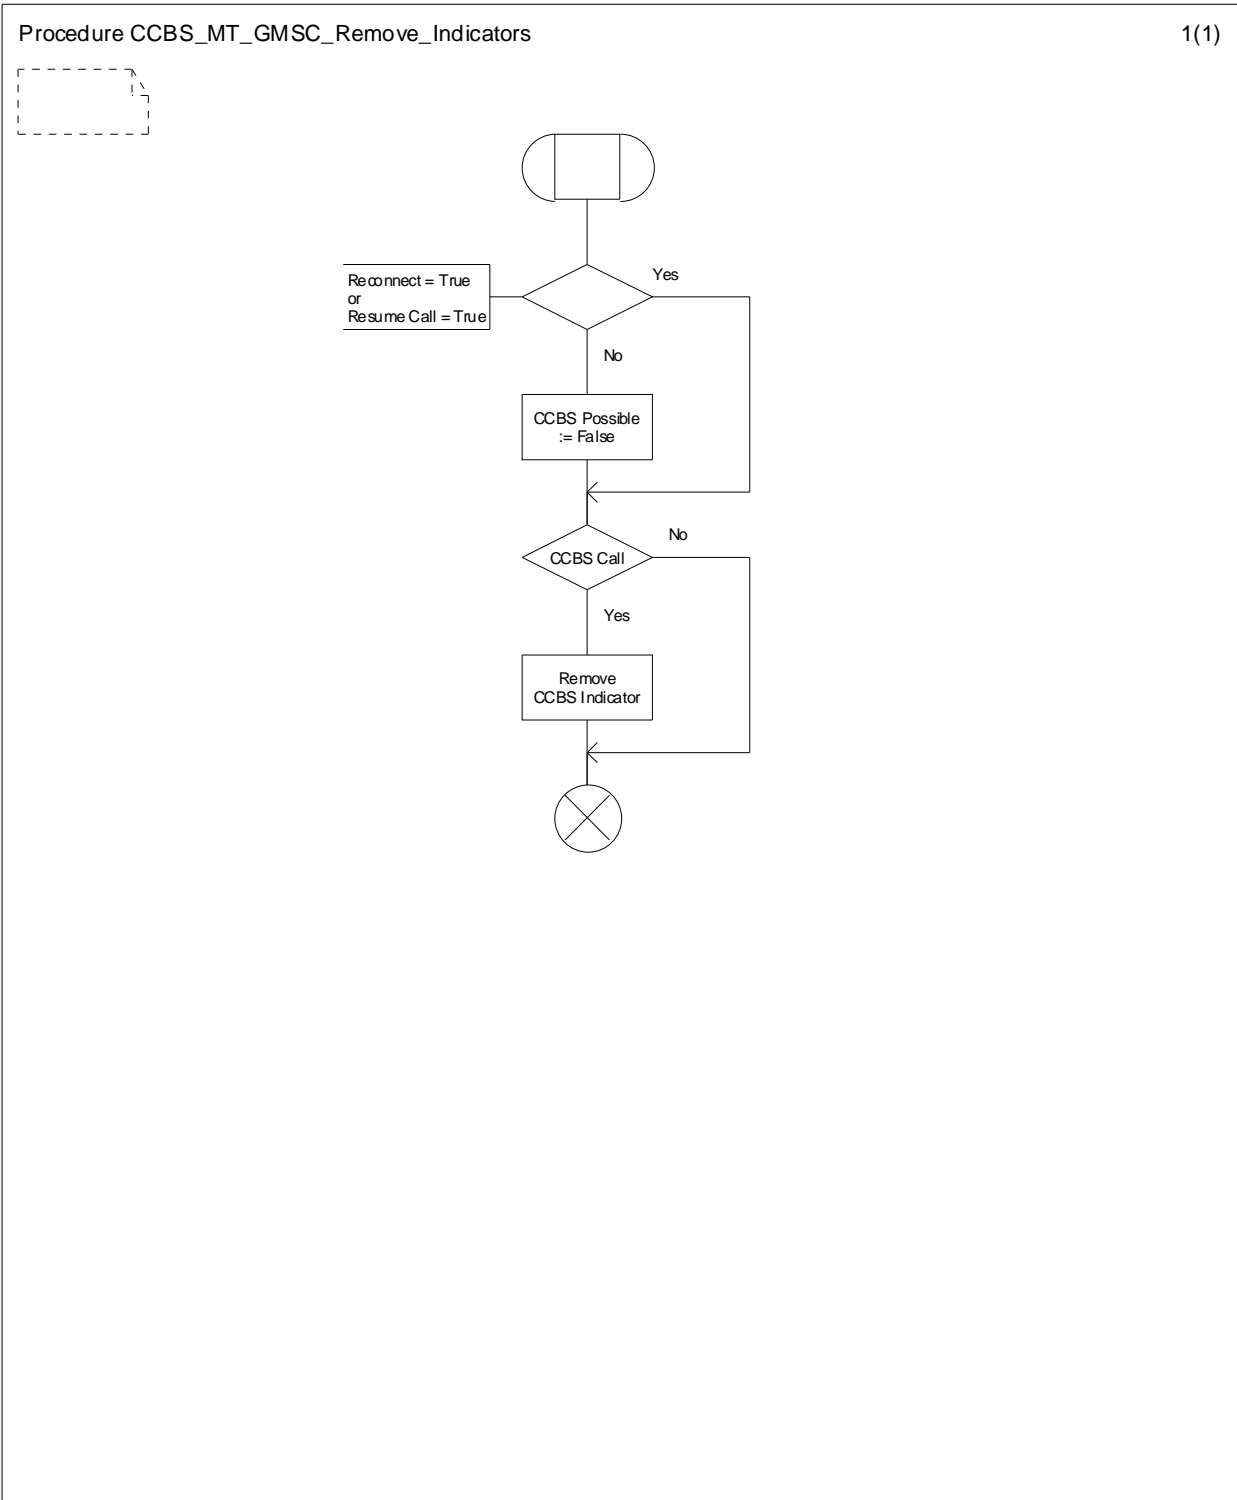 Procedure CCBS_MT_GMSC_Remove_Indicators
1(1)
Yes
Reconnect = True
or
Resume Call = True
No
CCBS Possible
:= False
No
CCBS Call
Yes
Remove
CCBS Indicator